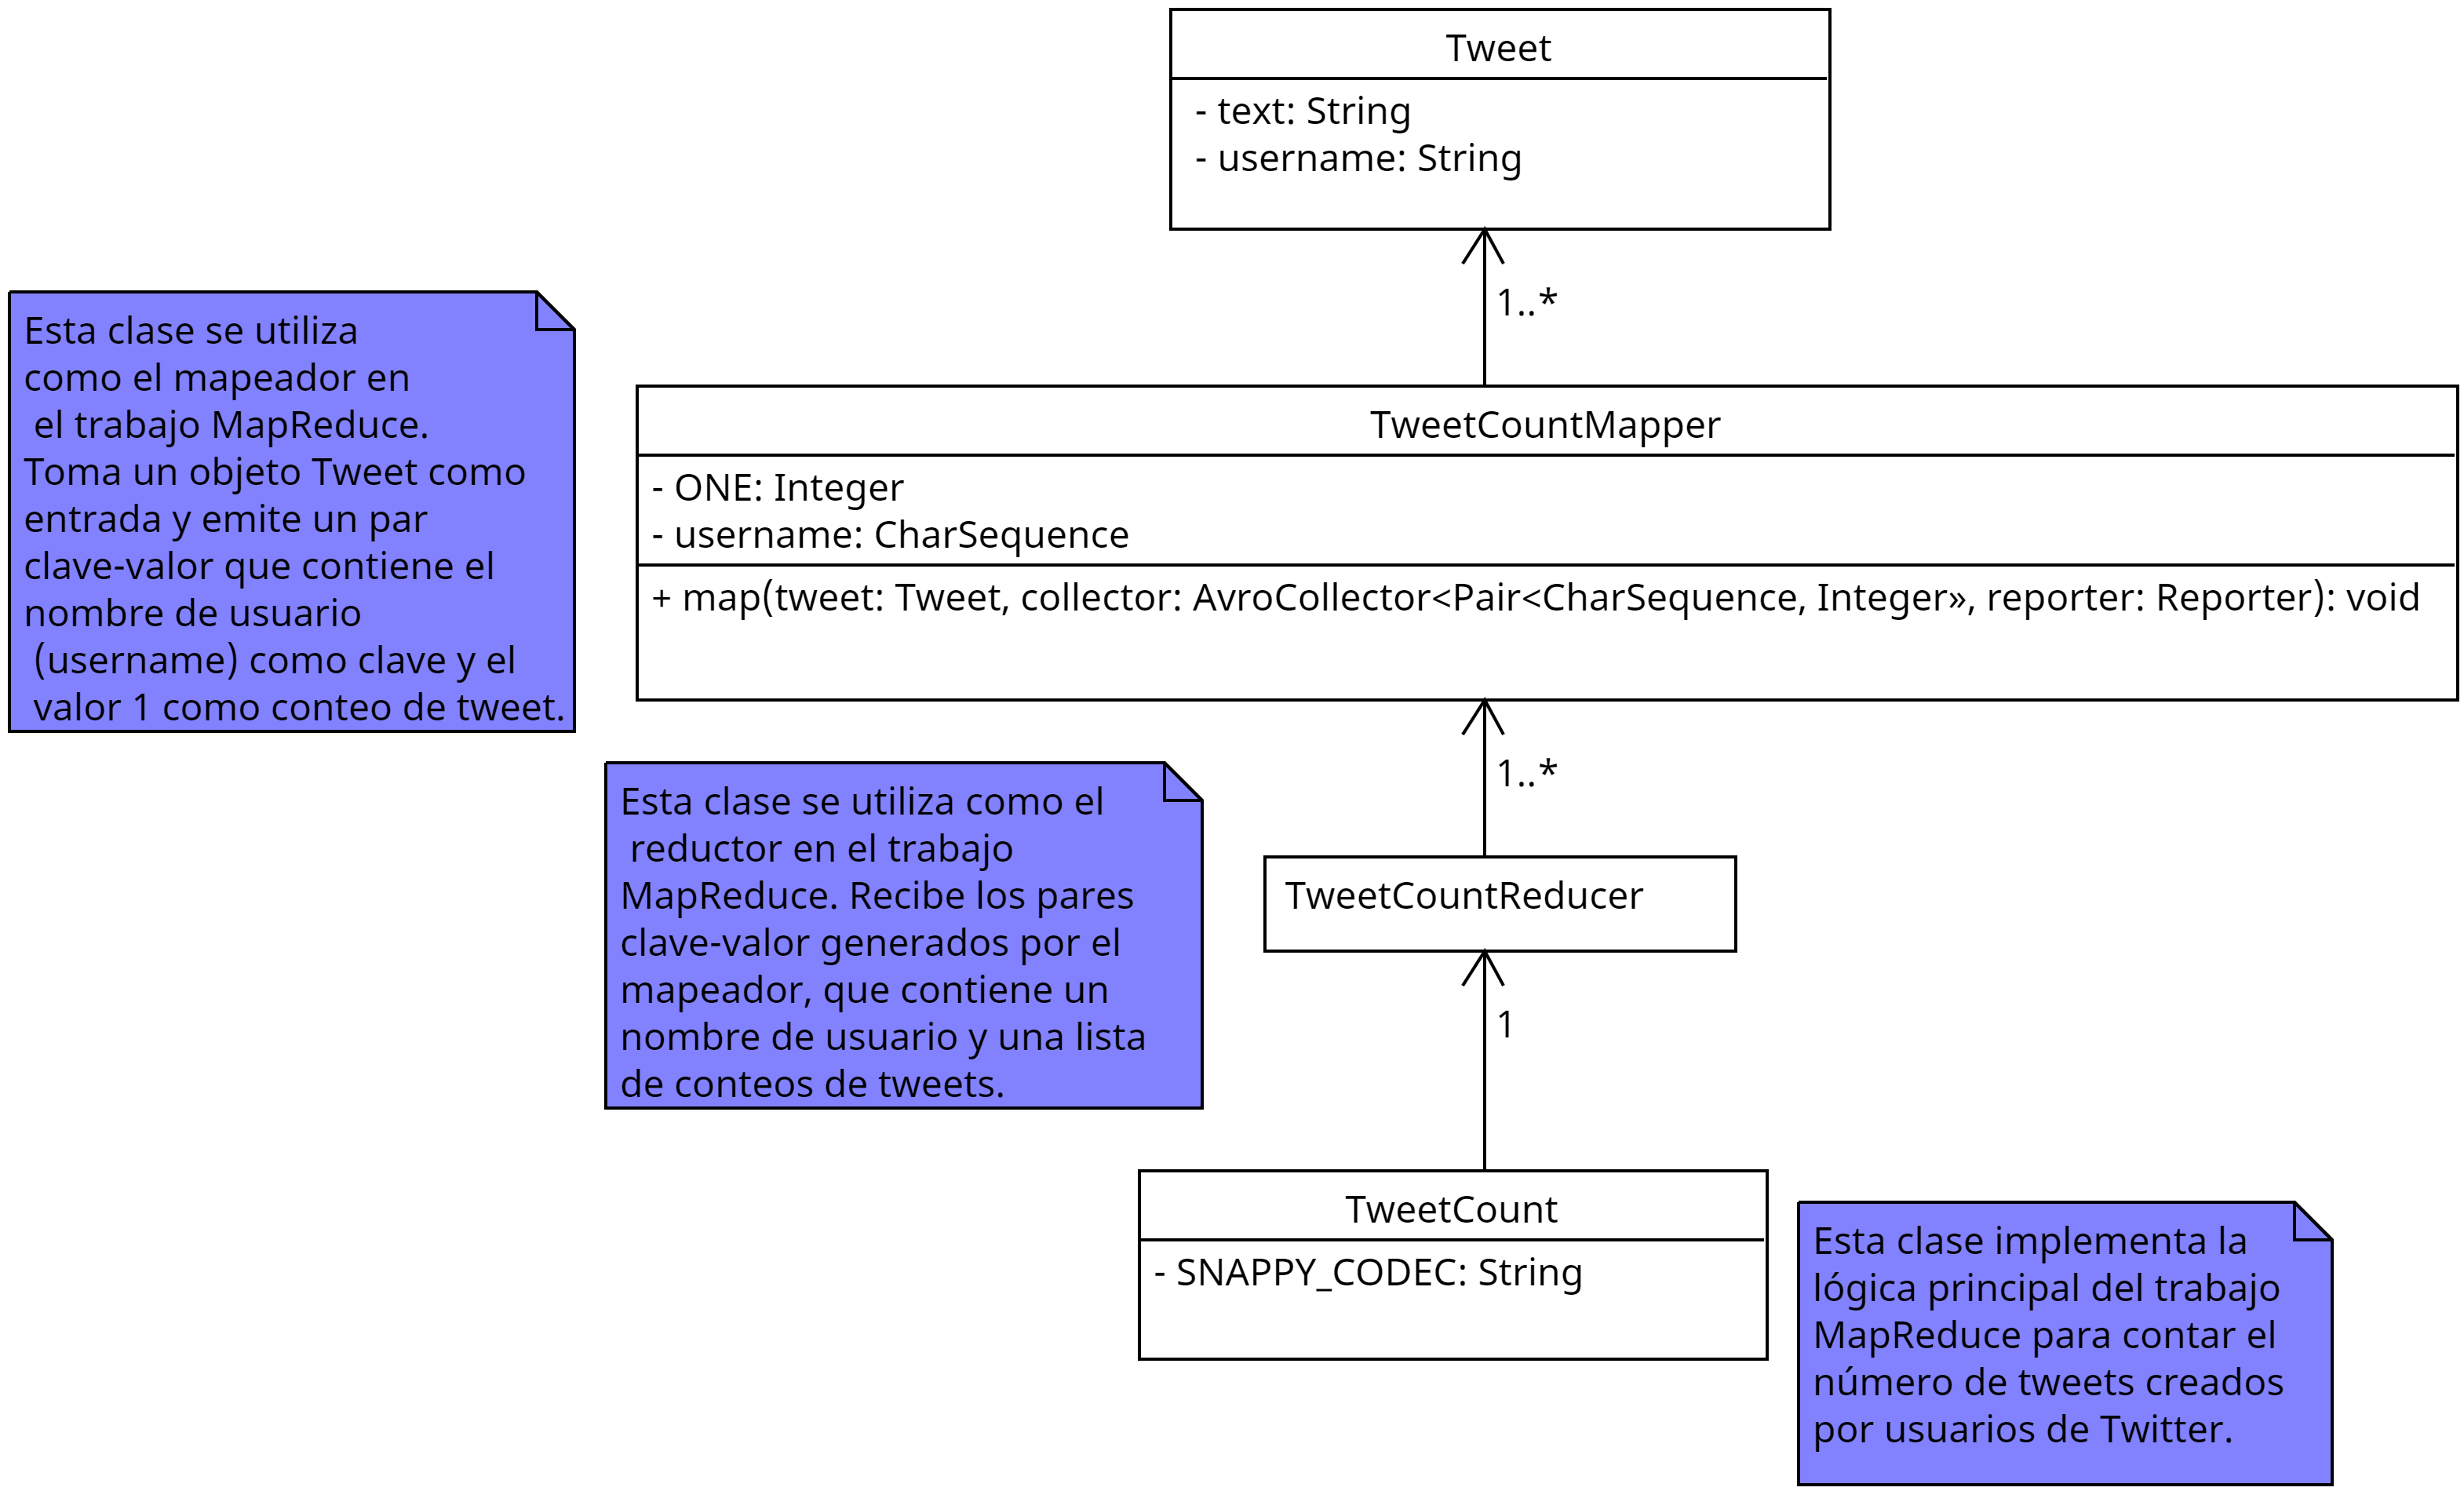 Tweet
- text: String
- username: String
1..*
Esta clase se utiliza
como el mapeador en
el trabajo MapReduce.
Toma un objeto Tweet como
entrada y emite un par
clave-valor que contiene el
nombre de usuario
(username) como clave y el
valor 1 como conteo de tweet.
TweetCountMapper
- ONE: Integer
- username: CharSequence
+ map(tweet: Tweet, collector: AvroCollector<Pair<CharSequence, Integer», reporter: Reporter): void
1..*
Esta clase se utiliza como el
reductor en el trabajo
MapReduce. Recibe los pares
clave-valor generados por el
mapeador, que contiene un
nombre de usuario y una lista
de conteos de tweets.
TweetCountReducer
1
TweetCount
- SNAPPY_CODEC: String
Esta clase implementa la
lógica principal del trabajo
MapReduce para contar el
número de tweets creados
por usuarios de Twitter.